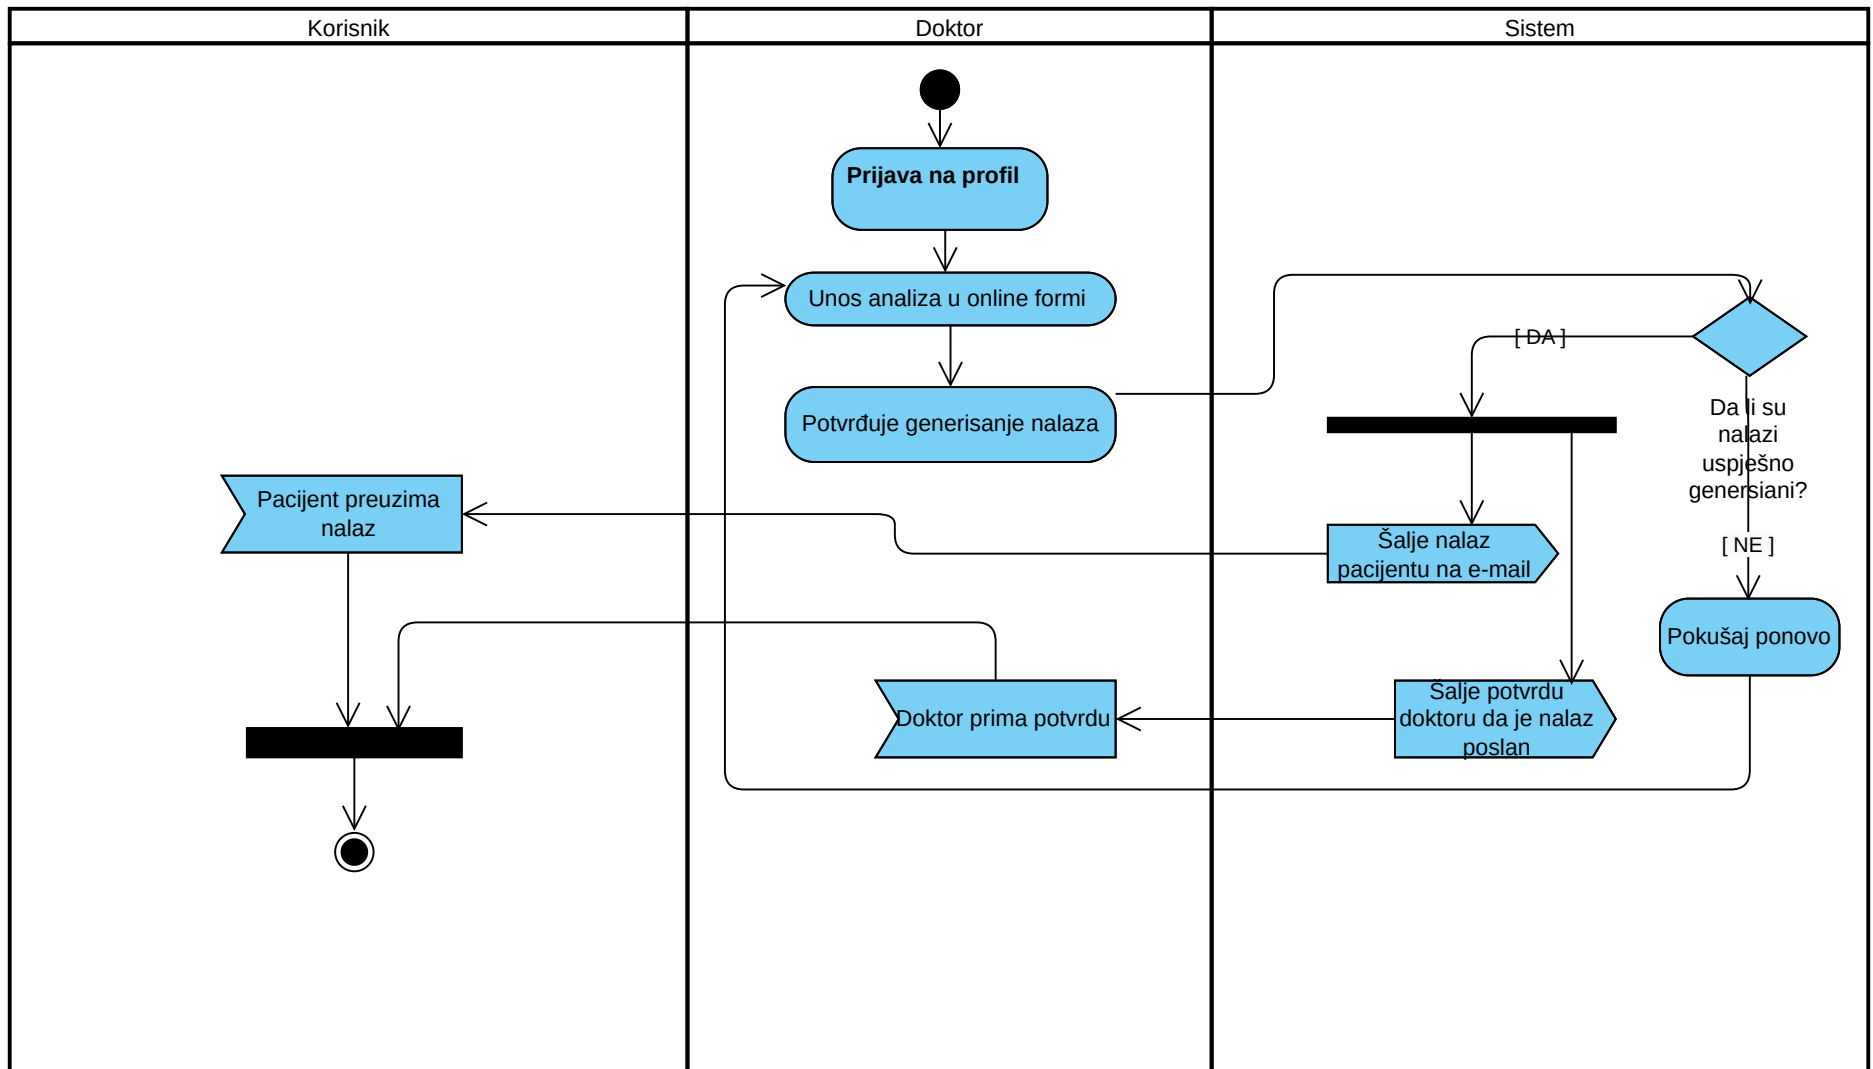 Korisnik
Doktor
Sistem
Prijava na profil
Unos analiza u online formi
[ DA ]
Potvrđuje generisanje nalaza
Da li su
nalazi
uspješno
genersiani?
Pacijent preuzima
nalaz
[ NE ]
Šalje nalaz
pacijentu na e-mail
Pokušaj ponovo
Doktor prima potvrdu
Šalje potvrdu
doktoru da je nalaz
poslan